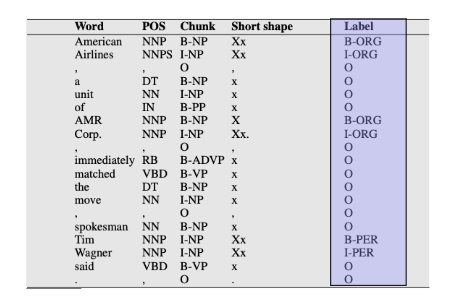 Word POS Chunk Short shape Label
American NNP B-NP Xx B-ORG
Airlines NNPS I-NP Xx I-ORG
, , O , O
a DT B-NP x O
unit NN I-NP x O
of IN B-PP x O
AMR NNP B-NP X B-ORG
Corp. NNP I-NP Xx. I-ORG
, , O , O
immediately RB B-ADVP x O
matched VBD B-VP x O
the DT B-NP x O
move NN I-NP x O
, , O , O
spokesman NN B-NP x O
Tim NNP I-NP Xx B-PER
Wagner NNP I-NP Xx I-PER
said VBD B-VP x O
. , O . O